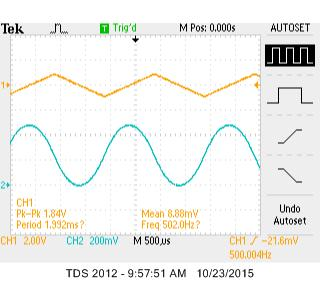 Tek Trig'd M Pos: 0.000s AUTOSET
1
2
CH1
Pk-Pk 1.84V Mean 8.88mV
Period 1.992ms? Freq 502.0Hz?
Undo
Autoset
CH1 2.00V CH2 200mV M 500µs CH1 / -21.6mV
500.004Hz
TDS 2012 - 9:57:51 AM 10/23/2015